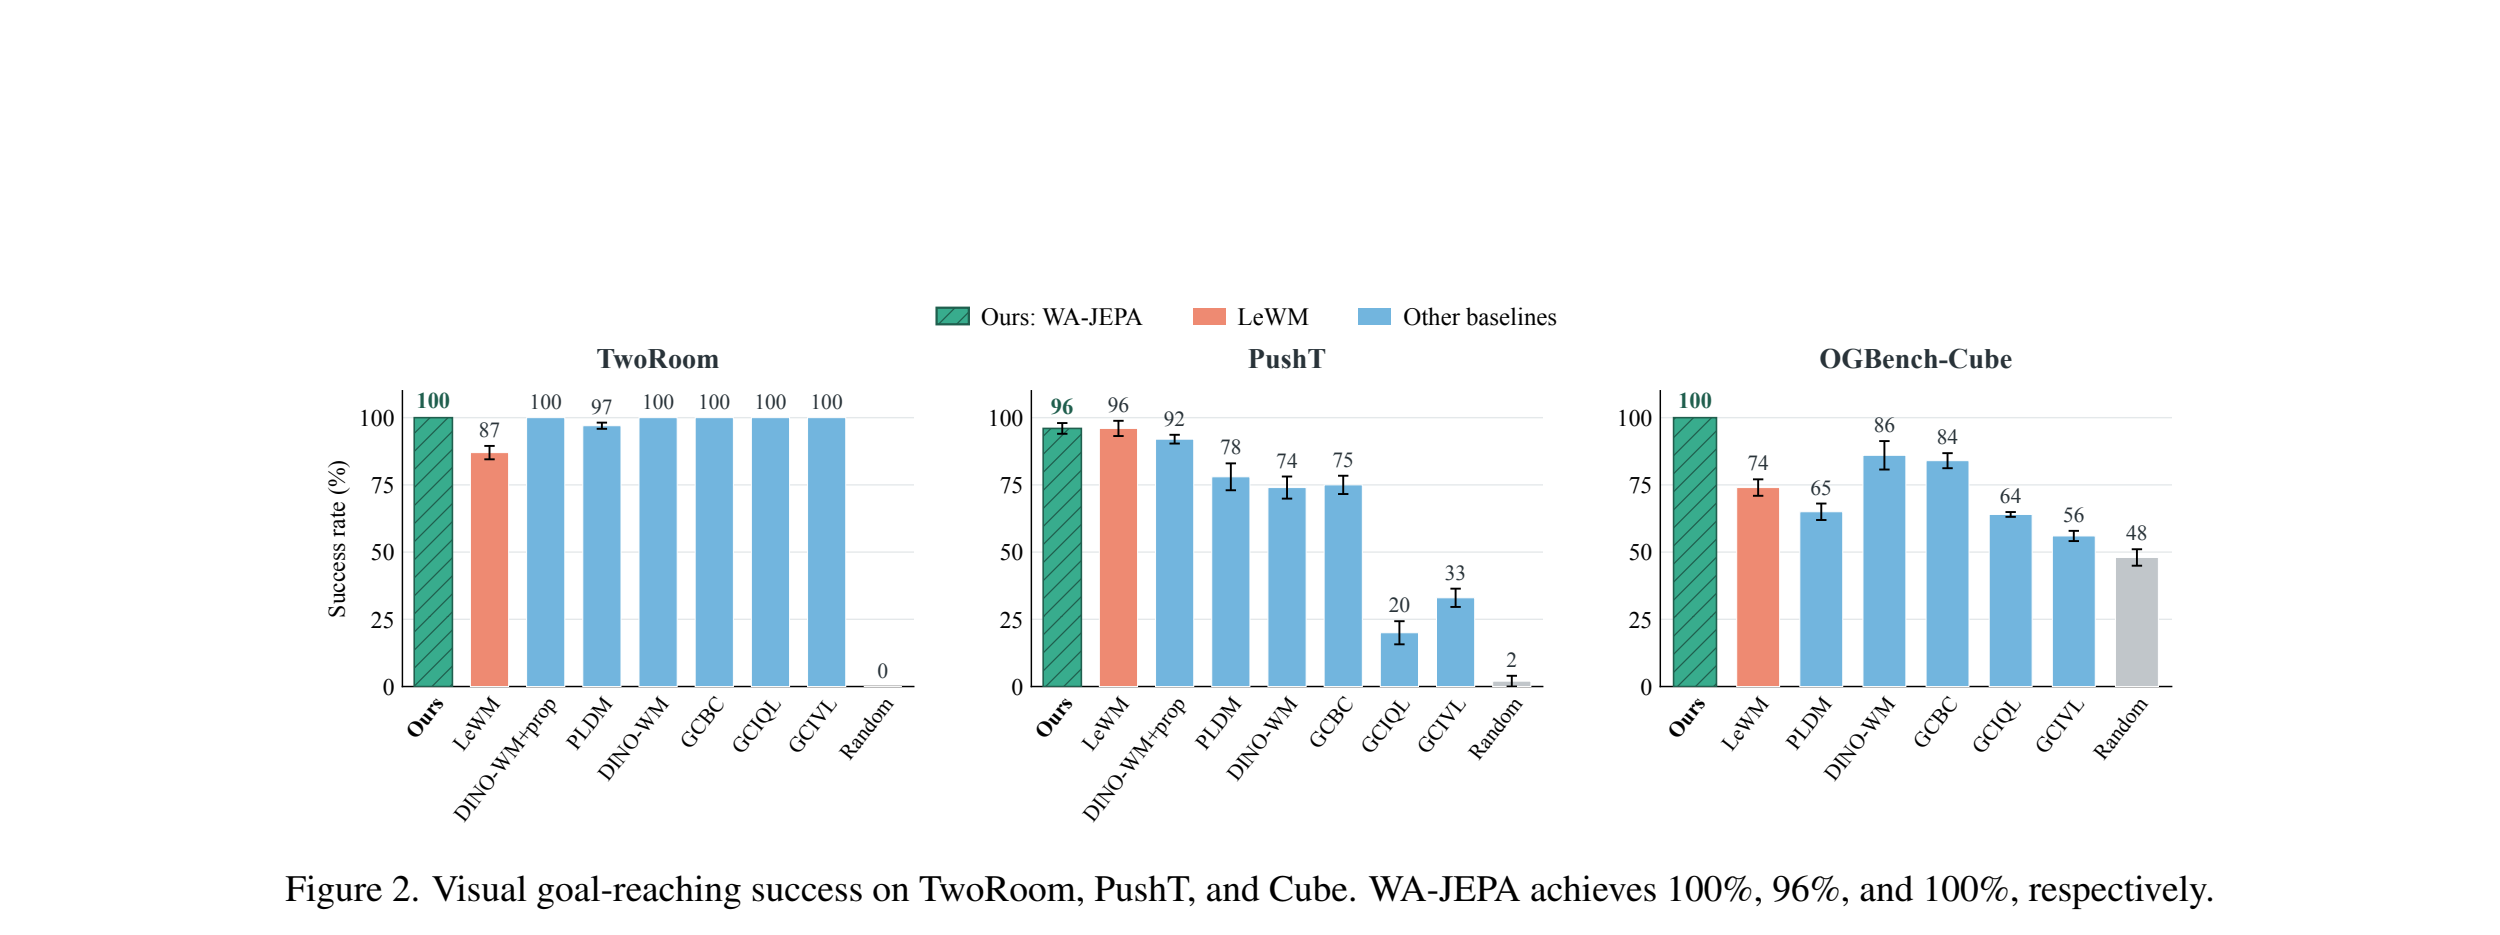 Ours: WA-JEPA LeWM Other baselines
TwoRoom
Success rate (%)
100
75
50
25
0
100
87
100
97
100
100
100
100
0
Ours
LeWM
DINO-WM+prop
PLDM
DINO-WM
GCBC
GCIQL
GCIVL
Random
PushT
100
75
50
25
0
96
96
92
78
74
75
20
33
2
Ours
LeWM
DINO-WM+prop
PLDM
DINO-WM
GCBC
GCIQL
GCIVL
Random
OGBench-Cube
100
75
50
25
0
100
74
65
86
84
64
56
48
Ours
LeWM
PLDM
DINO-WM
GCBC
GCIQL
GCIVL
Random
Figure 2. Visual goal-reaching success on TwoRoom, PushT, and Cube. WA-JEPA achieves 100%, 96%, and 100%, respectively.